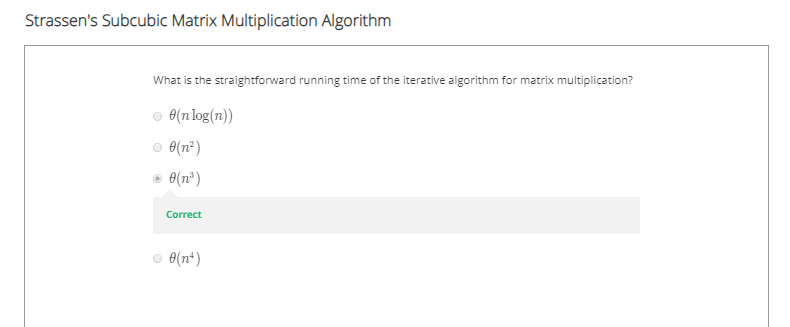 Strassen's Subcubic Matrix Multiplication Algorithm
What is the straightforward running time of the iterative algorithm for matrix multiplication?
θ(n log(n))
θ(n²)
θ(n³)
Correct
θ(n⁴)